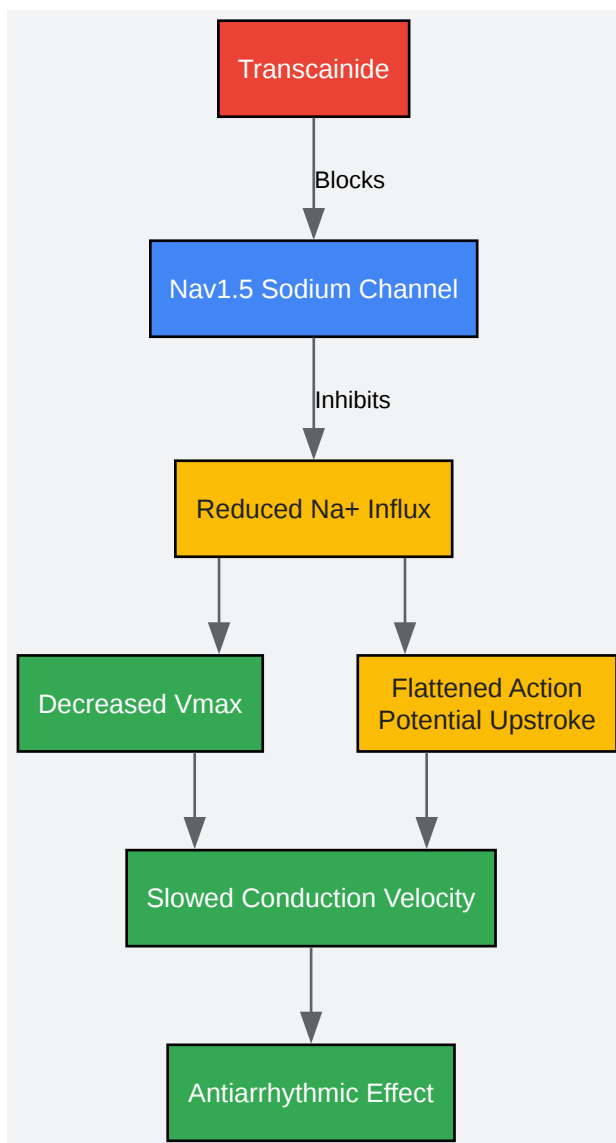 Transcainide
Blocks
Nav1.5 Sodium Channel
Inhibits
Reduced Na+ Influx
Decreased Vmax
Flattened Action
Potential Upstroke
Slowed Conduction Velocity
Antiarrhythmic Effect